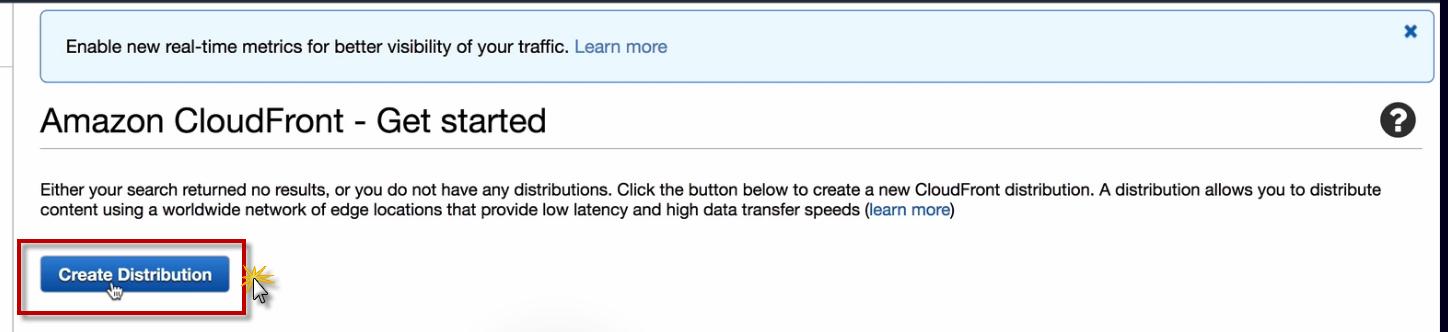 Enable new real-time metrics for better visibility of your traffic. Learn more
Amazon CloudFront - Get started
Either your search returned no results, or you do not have any distributions. Click the button below to create a new CloudFront distribution. A distribution allows you to distribute
content using a worldwide network of edge locations that provide low latency and high data transfer speeds (learn more)
Create Distribution